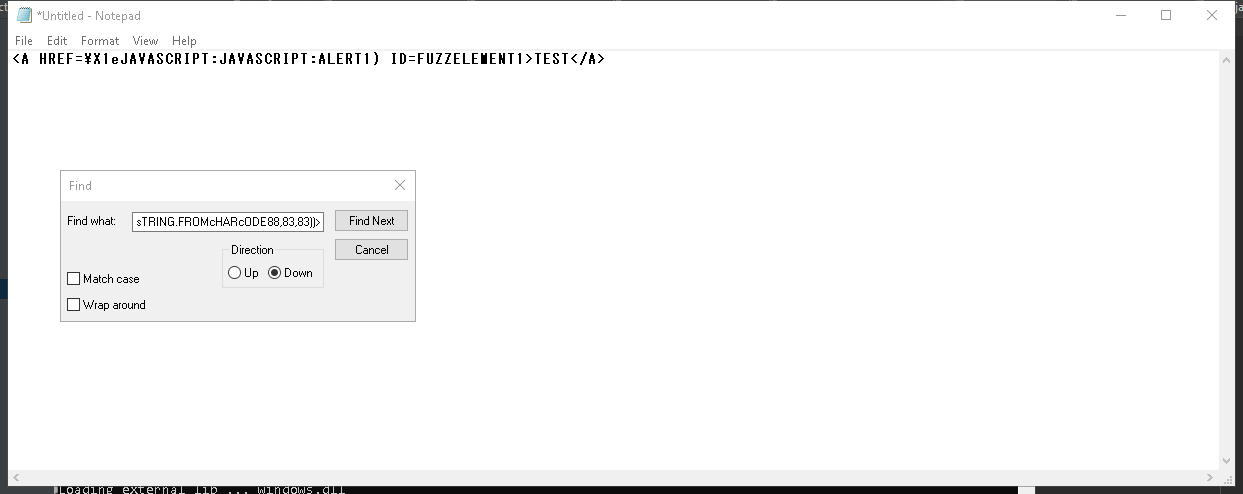 *Untitled - Notepad
File Edit Format View Help
<A HREF=¥X1eJAVASCRIPT:JAVASCRIPT:ALERT1) ID=FUZZELEMENT1>TEST</A>
Find
Find what: sTRING.FROMcHARcODE88,83,83))> Find Next
Direction Cancel
Up Down
Match case
Wrap around
Loading external lib ... windows.dll